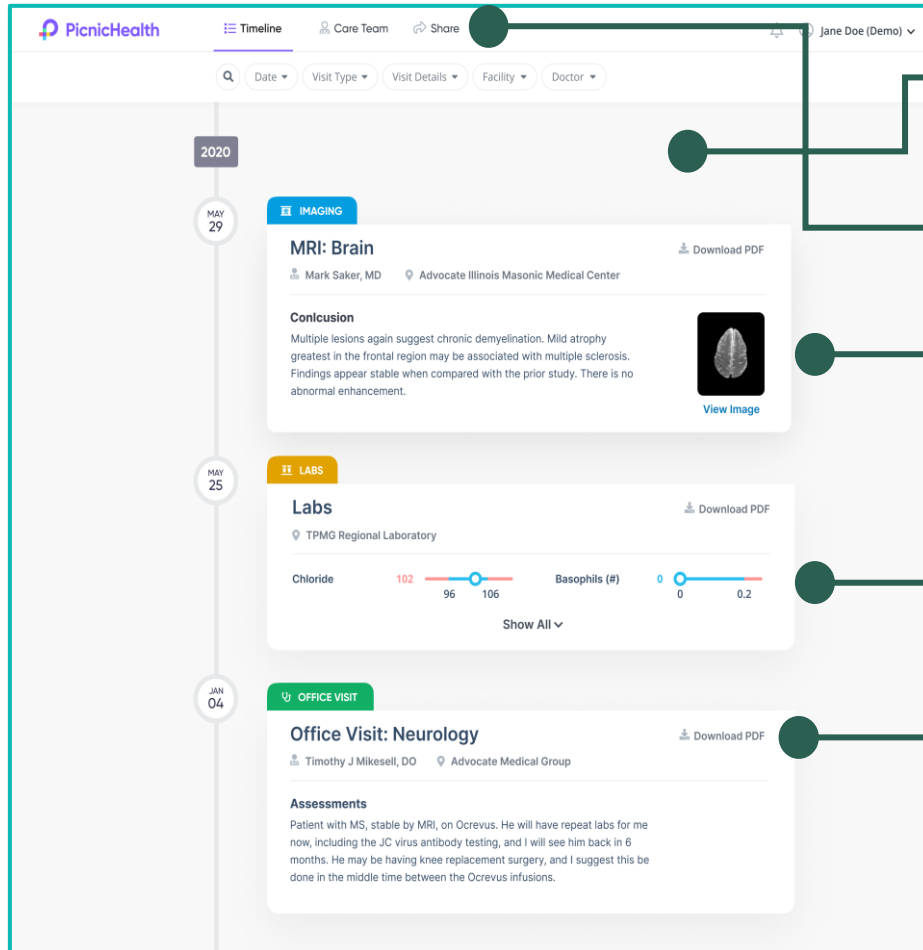 PicnicHealth
Timeline
Care Team
Share
Jane Doe (Demo)
Date
Visit Type
Visit Details
Facility
Doctor
2020
MAY
29
IMAGING
MRI: Brain
Download PDF
Mark Saker, MD
Advocate Illinois Masonic Medical Center
Conlcusion
Multiple lesions again suggest chronic demyelination. Mild atrophy
greatest in the frontal region may be associated with multiple sclerosis.
Findings appear stable when compared with the prior study. There is no
abnormal enhancement.
View Image
MAY
25
LABS
Labs
Download PDF
TPMG Regional Laboratory
Chloride
102
96 106
Basophils (#)
0
0 0.2
Show All
JAN
04
OFFICE VISIT
Office Visit: Neurology
Download PDF
Timothy J Mikesell, DO
Advocate Medical Group
Assessments
Patient with MS, stable by MRI, on Ocrevus. He will have repeat labs for me
now, including the JC virus antibody testing, and I will see him back in 6
months. He may be having knee replacement surgery, and I suggest this be
done in the middle time between the Ocrevus infusions.